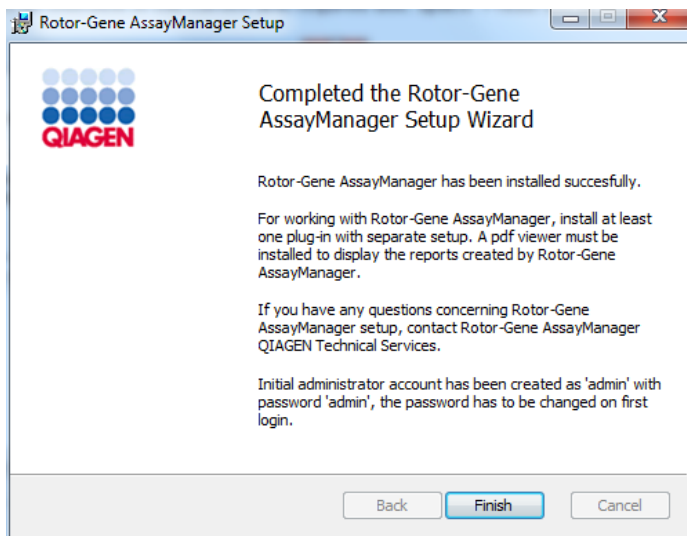 Rotor-Gene AssayManager Setup
QIAGEN
Completed the Rotor-Gene
AssayManager Setup Wizard
Rotor-Gene AssayManager has been installed succesfully.
For working with Rotor-Gene AssayManager, install at least
one plug-in with separate setup. A pdf viewer must be
installed to display the reports created by Rotor-Gene
AssayManager.
If you have any questions concerning Rotor-Gene
AssayManager setup, contact Rotor-Gene AssayManager
QIAGEN Technical Services.
Initial administrator account has been created as 'admin' with
password 'admin', the password has to be changed on first
login.
Back Finish Cancel